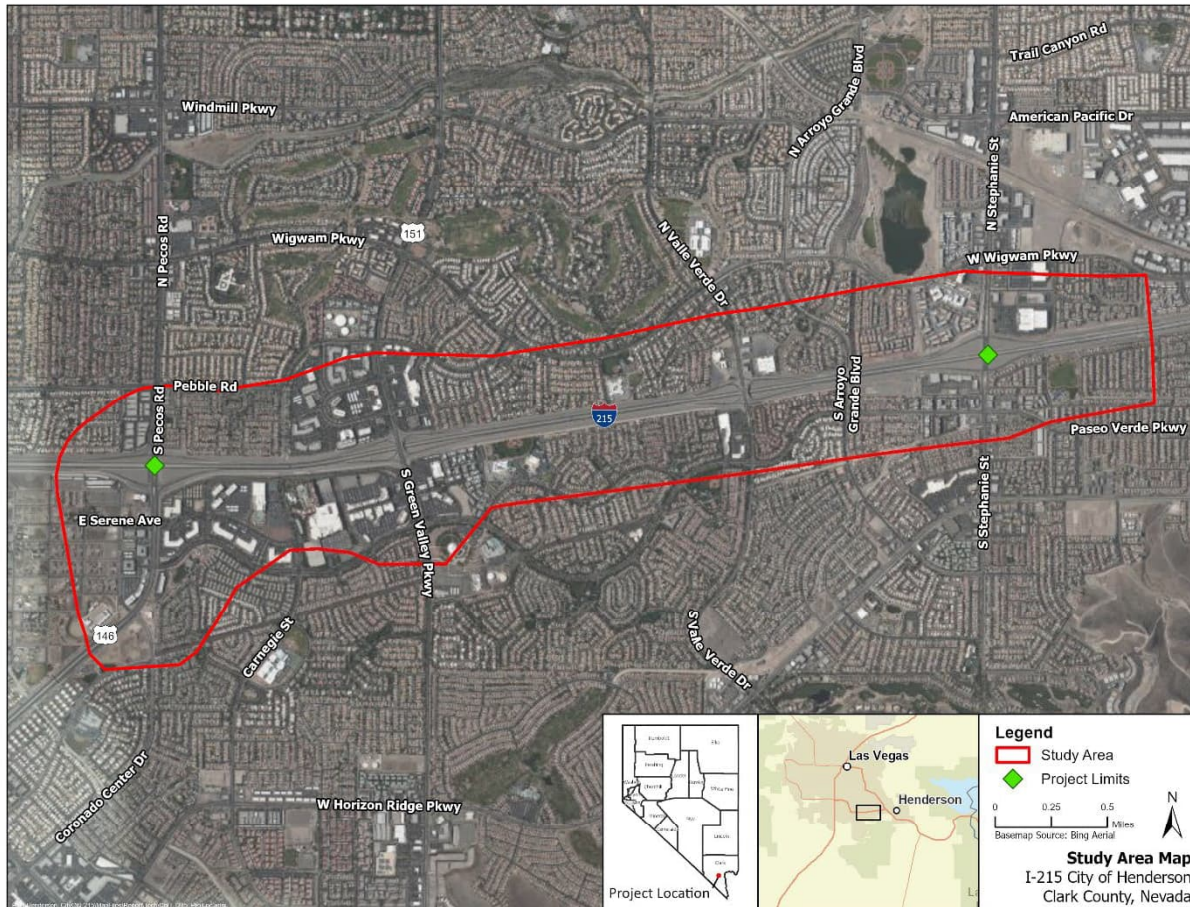 Trail Canyon Rd
Windmill Pkwy
N Arroyo Grande Blvd
American Pacific Dr
N Stephanie St
N Pecos Rd
Wigwam Pkwy
151
N Valle Verde Dr
W Wigwam Pkwy
Pebble Rd
S Pecos Rd
215
S Arroyo
Grande Blvd
Paseo Verde Pkwy
S Green Valley Pkwy
E Serene Ave
S Stephanie St
146
Carnegie St
S Valle Verde Dr
Coronado Center Dr
W Horizon Ridge Pkwy
Project Location
Las Vegas
Henderson
Legend
Study Area
Project Limits
0 0.25 0.5
Miles
Basemap Source: Bing Aerial
N
Study Area Map
I-215 City of Henderson
Clark County, Nevada